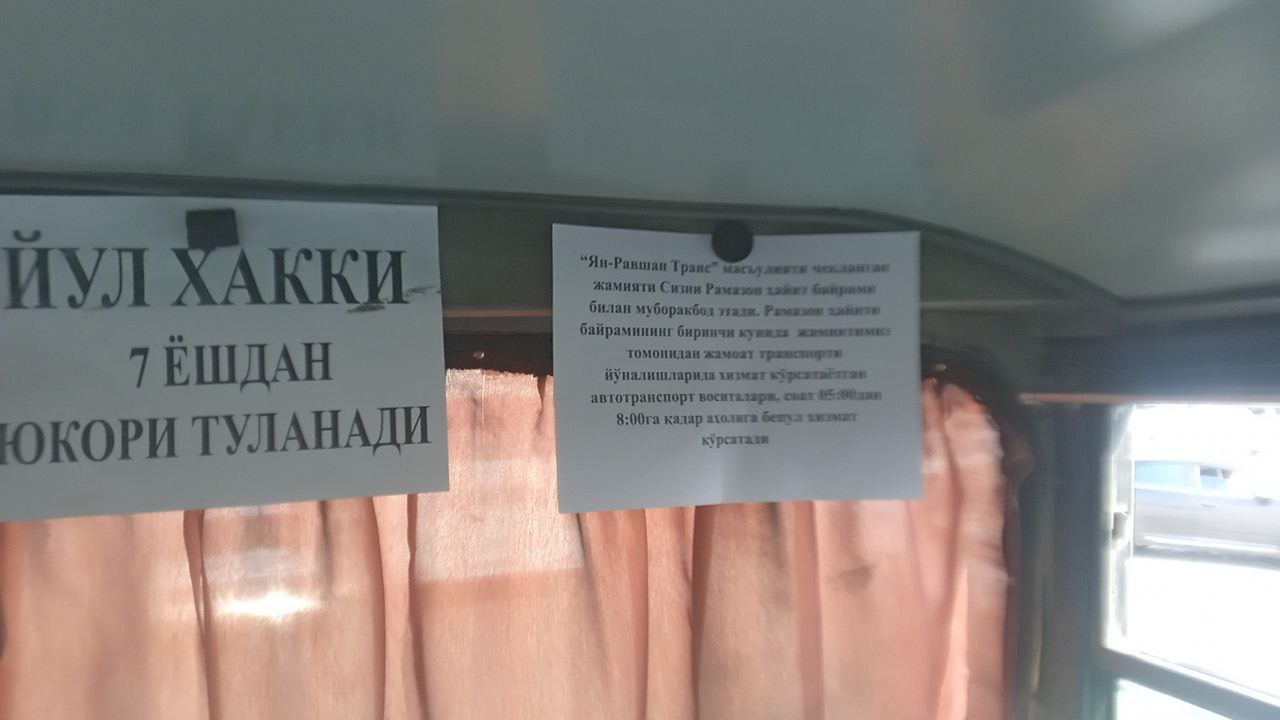 ЙУЛ ХАККИ
7 ЁШДАН
ЮКОРИ ТУЛАНАДИ
“Ян-Равшан Транс” масъулияти чекланган
жамияти Сизни Рамазон ҳайит байрами
билан муборакбод этади. Рамазон ҳайити
байрамининг биринчи кунида жамиятимиз
томонидан жамоат транспорти
йўналишларида хизмат кўрсатаётган
автотранспорт воситалари, соат 05:00дан
8:00га қадар аҳолига бепул хизмат
кўрсатади